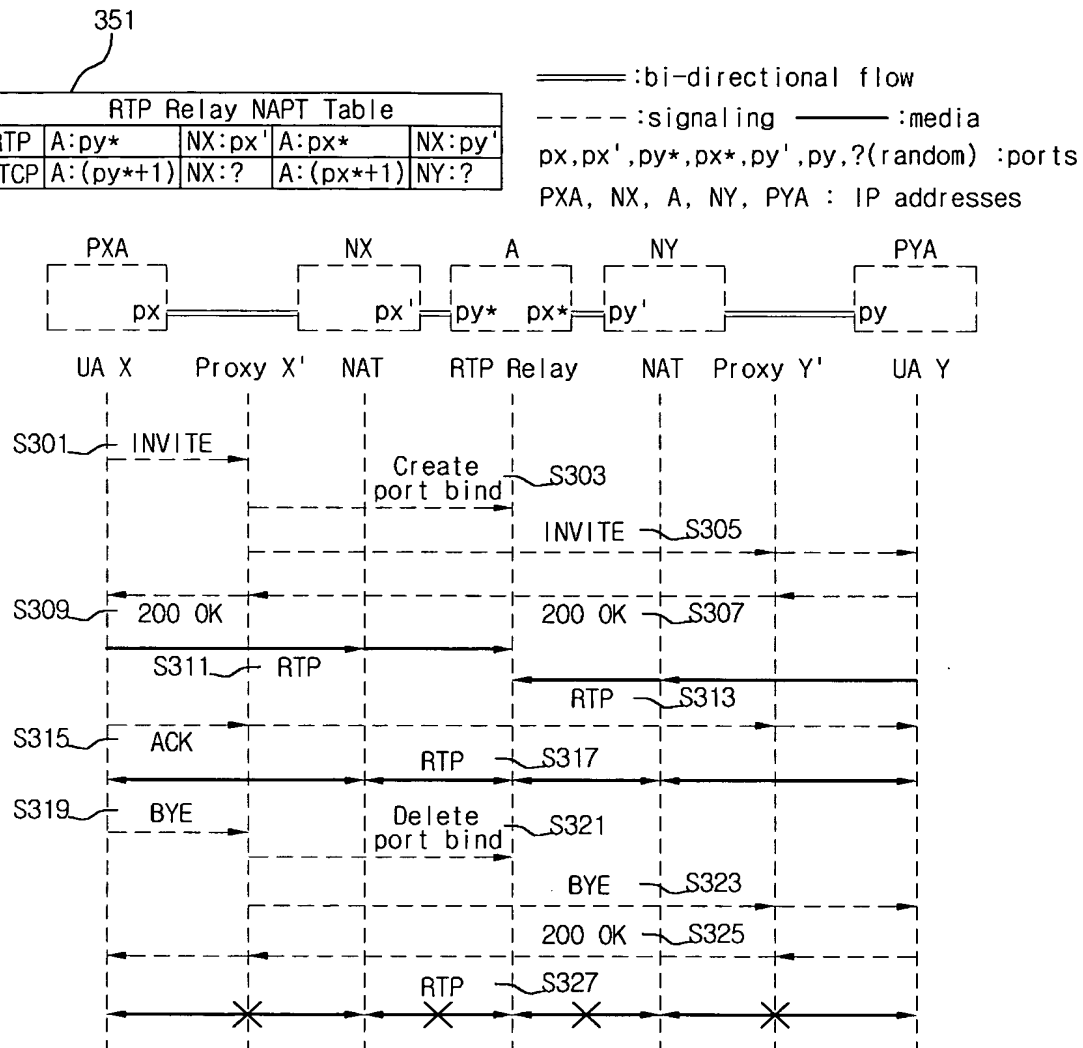 351
RTP Relay NAPT Table
RTP A:py* NX:px' A:px* NX:py'
TCP A:(py*+1) NX:? A:(px*+1) NY:?
:bi-directional flow
:signaling :media
px,px',py*,px*,py',py,?(random) :ports
PXA, NX, A, NY, PYA : IP addresses
PXA NX A NY PYA
px px' py* px* py' py
UA X Proxy X' NAT RTP Relay NAT Proxy Y' UA Y
S301 INVITE
Create
port bind S303
INVITE S305
S309 200 OK 200 OK S307
S311 RTP
RTP S313
S315 ACK
RTP S317
S319 BYE
Delete
port bind S321
BYE S323
200 OK S325
RTP S327